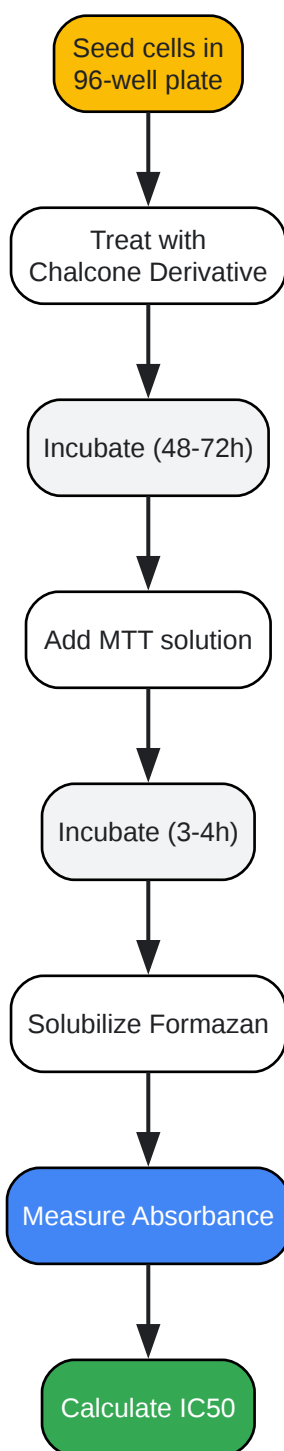 Seed cells in
96-well plate
Treat with
Chalcone Derivative
Incubate (48-72h)
Add MTT solution
Incubate (3-4h)
Solubilize Formazan
Measure Absorbance
Calculate IC50